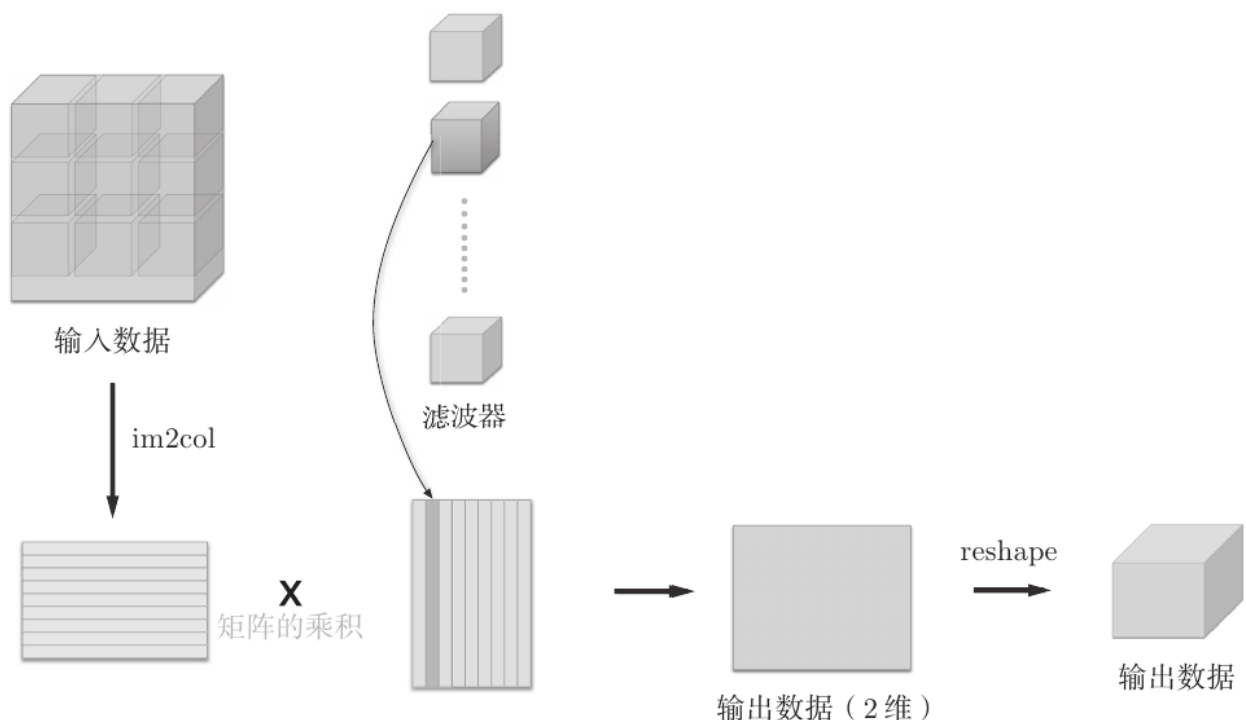 输入数据
滤波器
im2col
X
矩阵的乘积
reshape
输出数据（2维）
输出数据